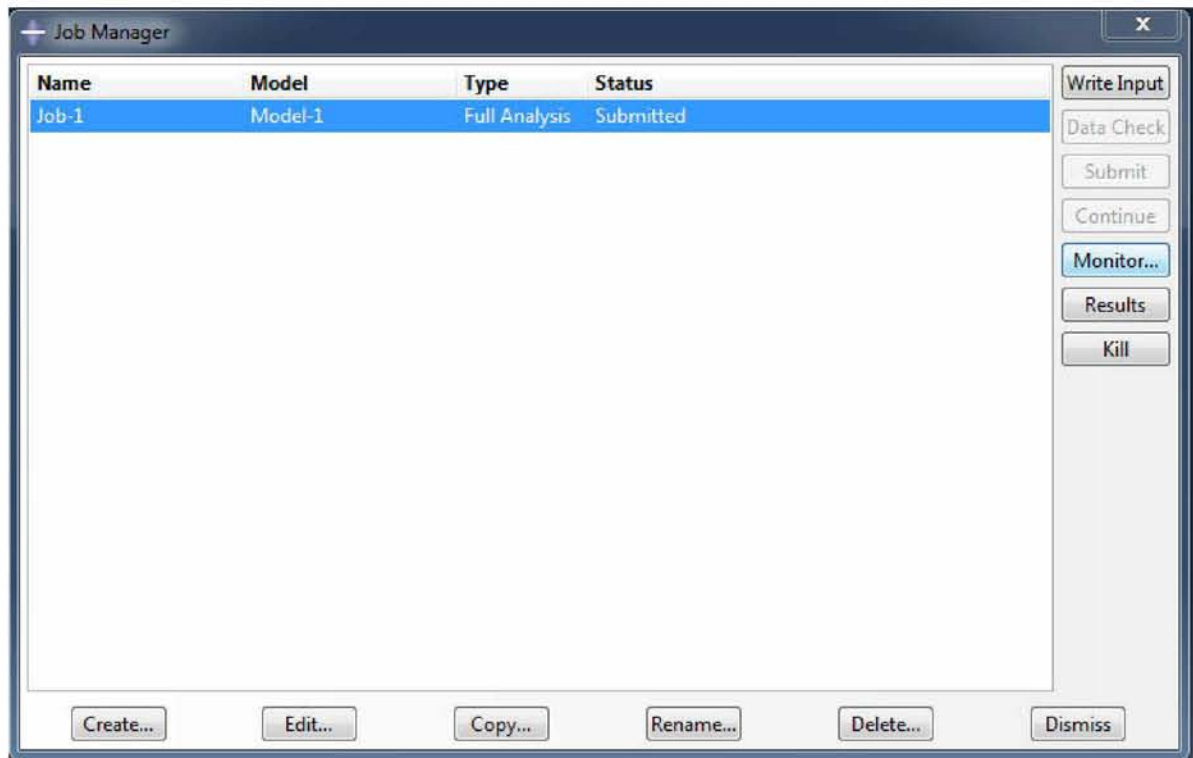 Job Manager
x
Name Model Type Status
Job-1 Model-1 Full Analysis Submitted
Write Input
Data Check
Submit
Continue
Monitor...
Results
Kill
Create... Edit... Copy... Rename... Delete... Dismiss